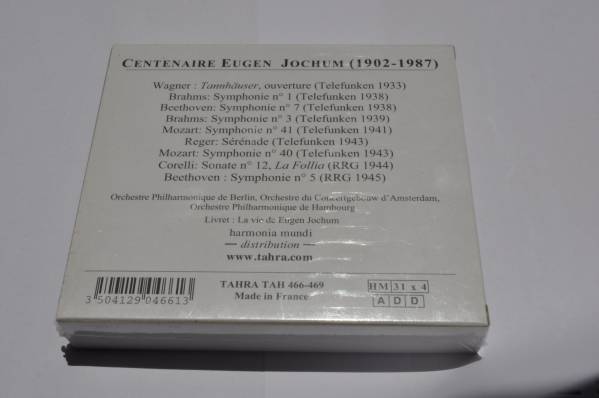 CENTENAIRE EUGEN JOCHUM (1902-1987)
Wagner : Tannhäuser, ouverture (Telefunken 1933)
Brahms: Symphonie n° 1 (Telefunken 1938)
Beethoven: Symphonie n° 7 (Telefunken 1938)
Brahms: Symphonie n° 3 (Telefunken 1939)
Mozart: Symphonie n° 41 (Telefunken 1941)
Reger: Sérénade (Telefunken 1943)
Mozart: Symphonie n° 40 (Telefunken 1943)
Corelli: Sonate n° 12, La Follia (RRG 1944)
Beethoven : Symphonie n° 5 (RRG 1945)
Orchestre Philharmonique de Berlin, Orchestre du Concertgebouw d'Amsterdam,
Orchestre Philharmonique de Hambourg
Livret : La vie de Eugen Jochum
harmonia mundi
— distribution —
www.tahra.com
3 504129 046613
TAHRA TAH 466-469
Made in France
HM 31 x 4
A D D